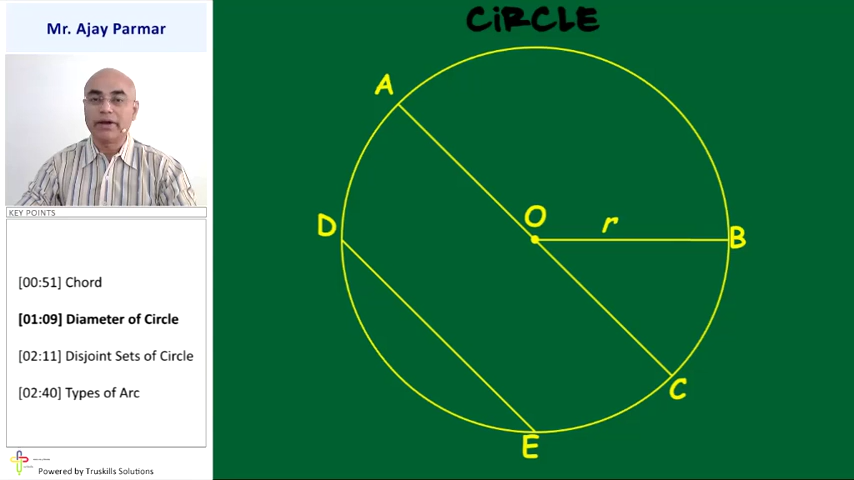 Mr. Ajay Parmar
KEY POINTS
[00:51] Chord
[01:09] Diameter of Circle
[02:11] Disjoint Sets of Circle
[02:40] Types of Arc
Powered by Truskills Solutions
CiRCLE
A
D
O
r
B
C
E